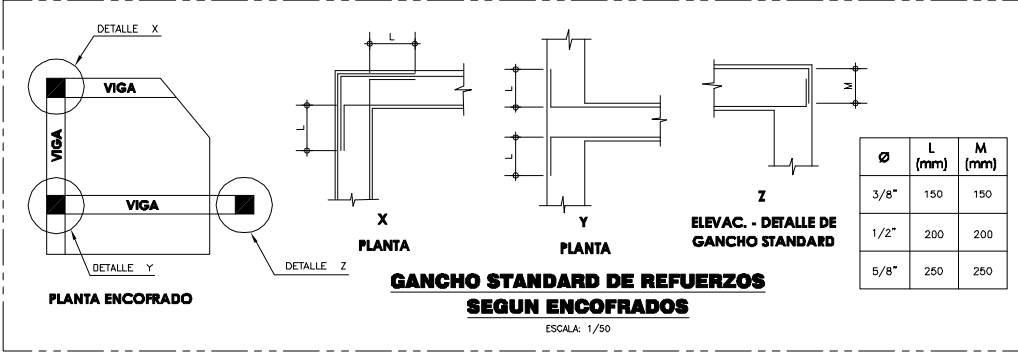 DETALLE X
VIGA
VIGA
VIGA
DETALLE Y
DETALLE Z
PLANTA ENCOFRADO
L
L
X
PLANTA
L
L
Y
PLANTA
M
Z
ELEVAC. - DETALLE DE
GANCHO STANDARD
Ø L (mm) M (mm)
3/8" 150 150
1/2" 200 200
5/8" 250 250
GANCHO STANDARD DE REFUERZOS
SEGUN ENCOFRADOS
ESCALA: 1/50